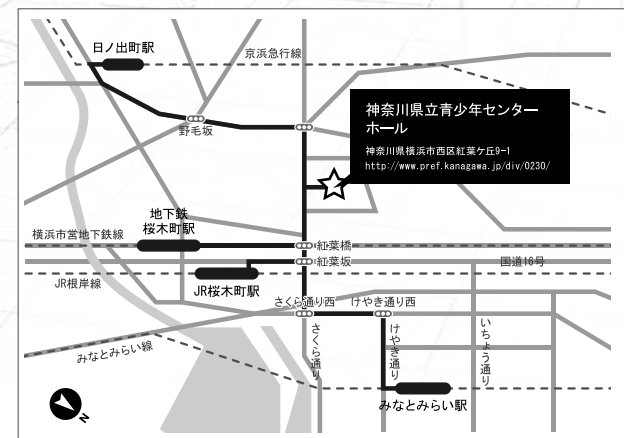 日ノ出町駅
京浜急行線
野毛坂
神奈川県立青少年センター
ホール
神奈川県横浜市西区紅葉ケ丘9-1
http://www.pref.kanagawa.jp/div/0230/
地下鉄
桜木町駅
横浜市営地下鉄線
紅葉橋
紅葉坂
国道16号
JR根岸線
JR桜木町駅
さくら通り西
けやき通り西
みなとみらい線
さくら通り
けやき通り
いちょう通り
みなとみらい駅
N